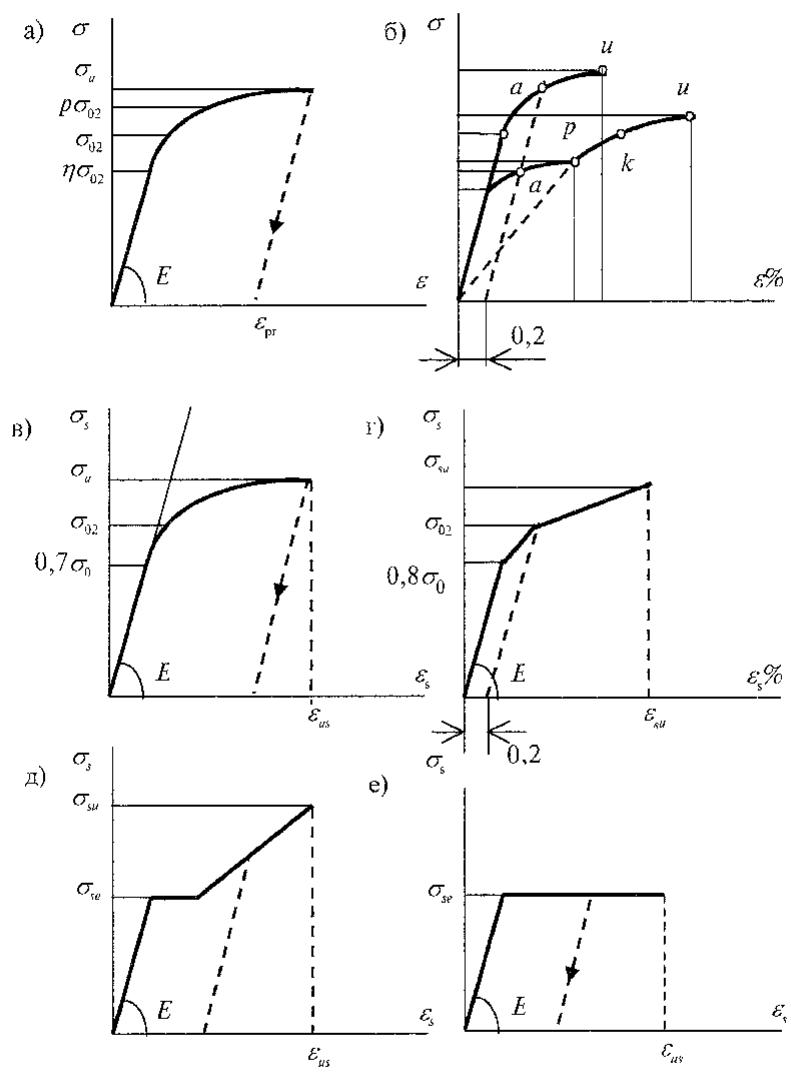 а) σ
σu
pσ02
σ02
ησ02
E
ε
εpr
б) σ
u
a
u
p
k
a
ε%
0,2
в) σs
σu
σ02
0,7σ0
E
εs
εus
г) σs
σsu
σ02
0,8σ0
E
εs%
εsu
0,2
д) σs
σsu
σse
E
εs
εus
е) σs
σse
E
εs
εus